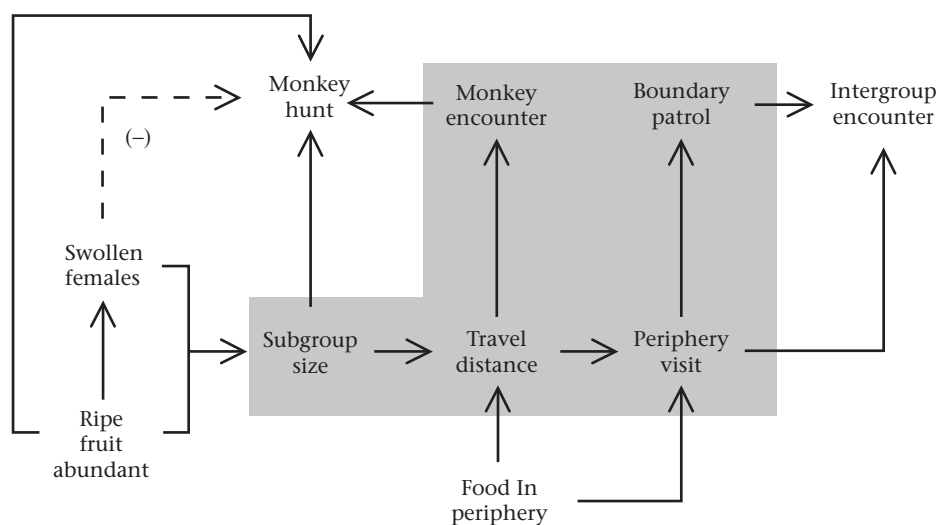 Monkey
hunt
Monkey
encounter
Boundary
patrol
Intergroup
encounter
(–)
Swollen
females
Subgroup
size
Travel
distance
Periphery
visit
Ripe
fruit
abundant
Food In
periphery